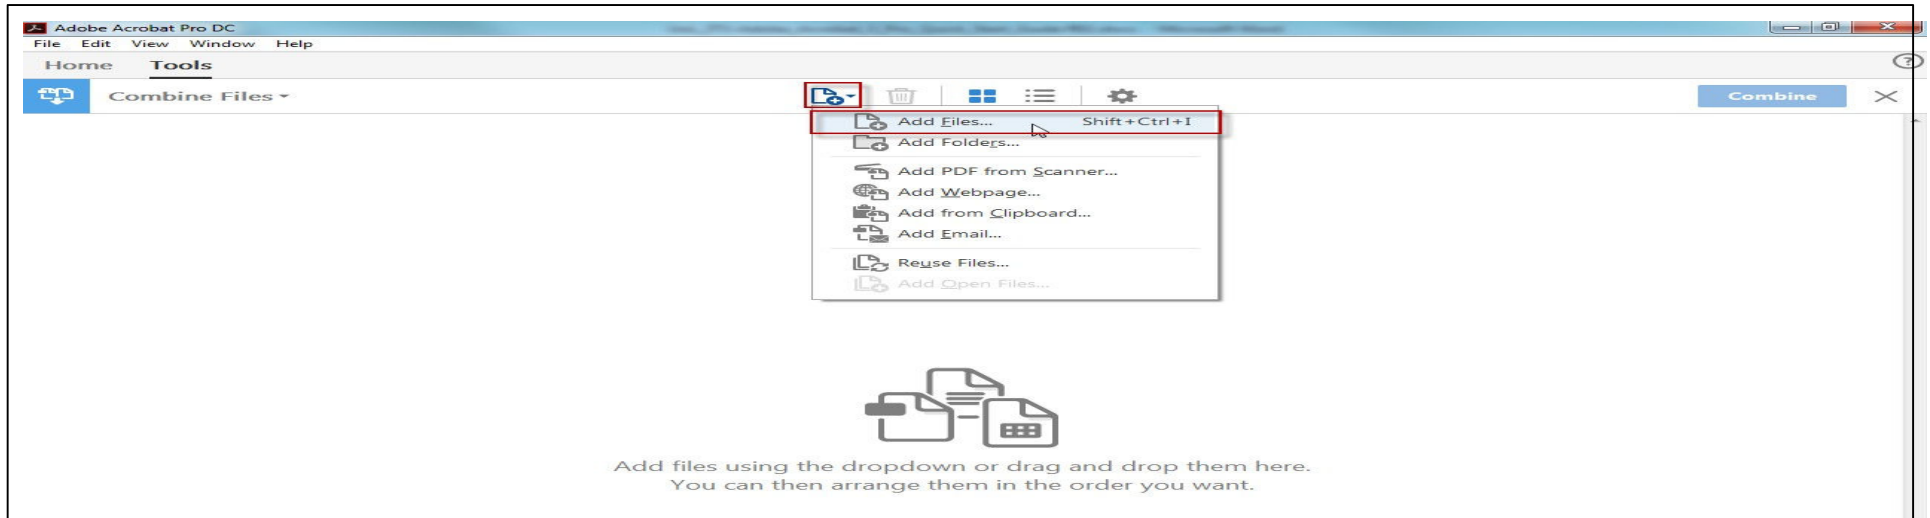 Adobe Acrobat Pro DC
File Edit View Window Help
Home Tools
Combine Files
Combine
Add Files... Shift+Ctrl+I
Add Folders...
Add PDF from Scanner...
Add Webpage...
Add from Clipboard...
Add Email...
Reuse Files...
Add Open Files...
Add files using the dropdown or drag and drop them here.
You can then arrange them in the order you want.